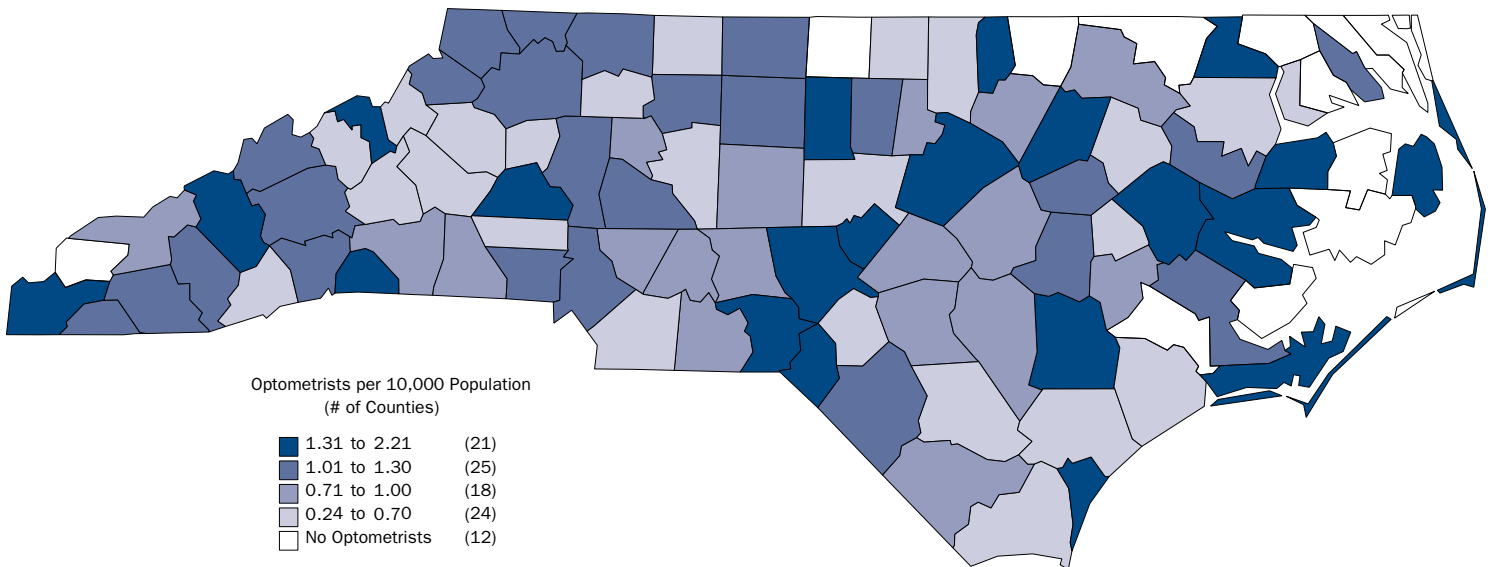 Optometrists per 10,000 Population
(# of Counties)
1.31 to 2.21 (21)
1.01 to 1.30 (25)
0.71 to 1.00 (18)
0.24 to 0.70 (24)
No Optometrists (12)